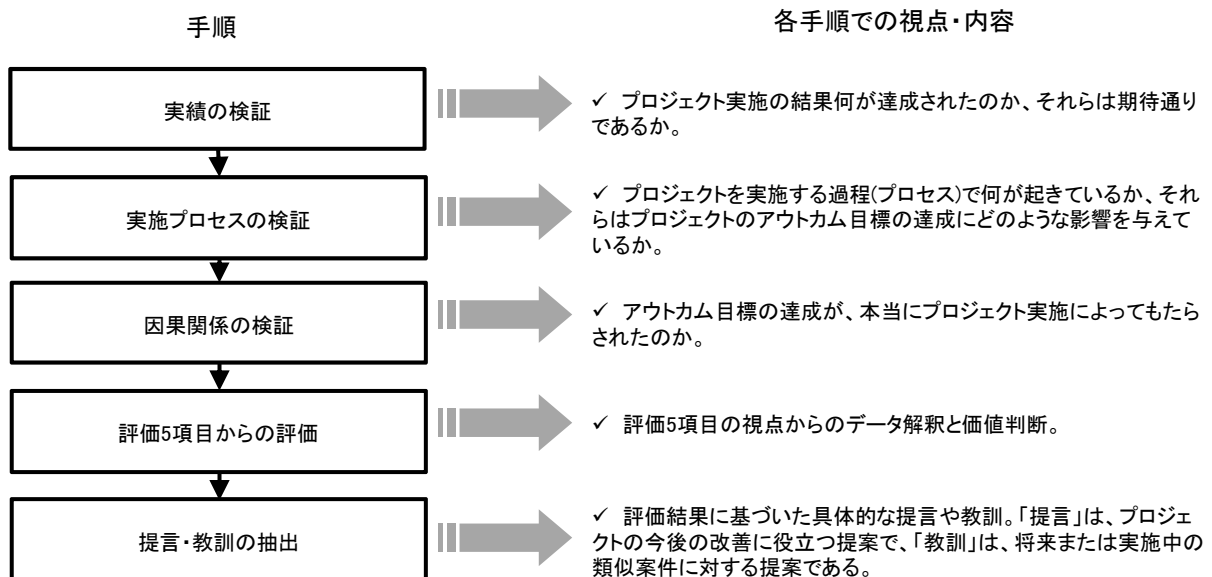 手順
各手順での視点・内容
実績の検証
✓ プロジェクト実施の結果何が達成されたのか、それらは期待通り
であるか。
実施プロセスの検証
✓ プロジェクトを実施する過程(プロセス)で何が起きているか、それ
らはプロジェクトのアウトカム目標の達成にどのような影響を与えて
いるか。
因果関係の検証
✓ アウトカム目標の達成が、本当にプロジェクト実施によってもたら
されたのか。
評価5項目からの評価
✓ 評価5項目の視点からのデータ解釈と価値判断。
提言・教訓の抽出
✓ 評価結果に基づいた具体的な提言や教訓。「提言」は、プロジェ
クトの今後の改善に役立つ提案で、「教訓」は、将来または実施中の
類似案件に対する提案である。